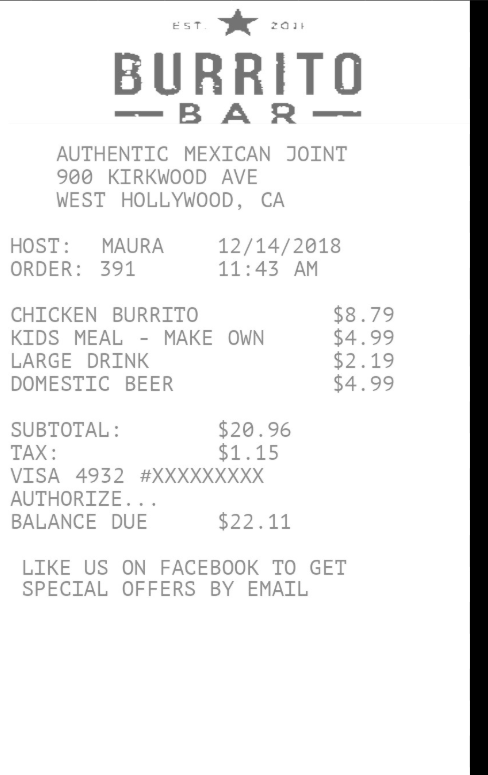 EST.
BURRITO
BAR
AUTHENTIC MEXICAN JOINT
900 KIRKWOOD AVE
WEST HOLLYWOOD, CA
HOST: MAURA 12/14/2018
ORDER: 391 11:43 AM
CHICKEN BURRITO $8.79
KIDS MEAL - MAKE OWN $4.99
LARGE DRINK $2.19
DOMESTIC BEER $4.99
SUBTOTAL: $20.96
TAX: $1.15
VISA 4932 #XXXXXXXXX
AUTHORIZE...
BALANCE DUE $22.11
LIKE US ON FACEBOOK TO GET
SPECIAL OFFERS BY EMAIL